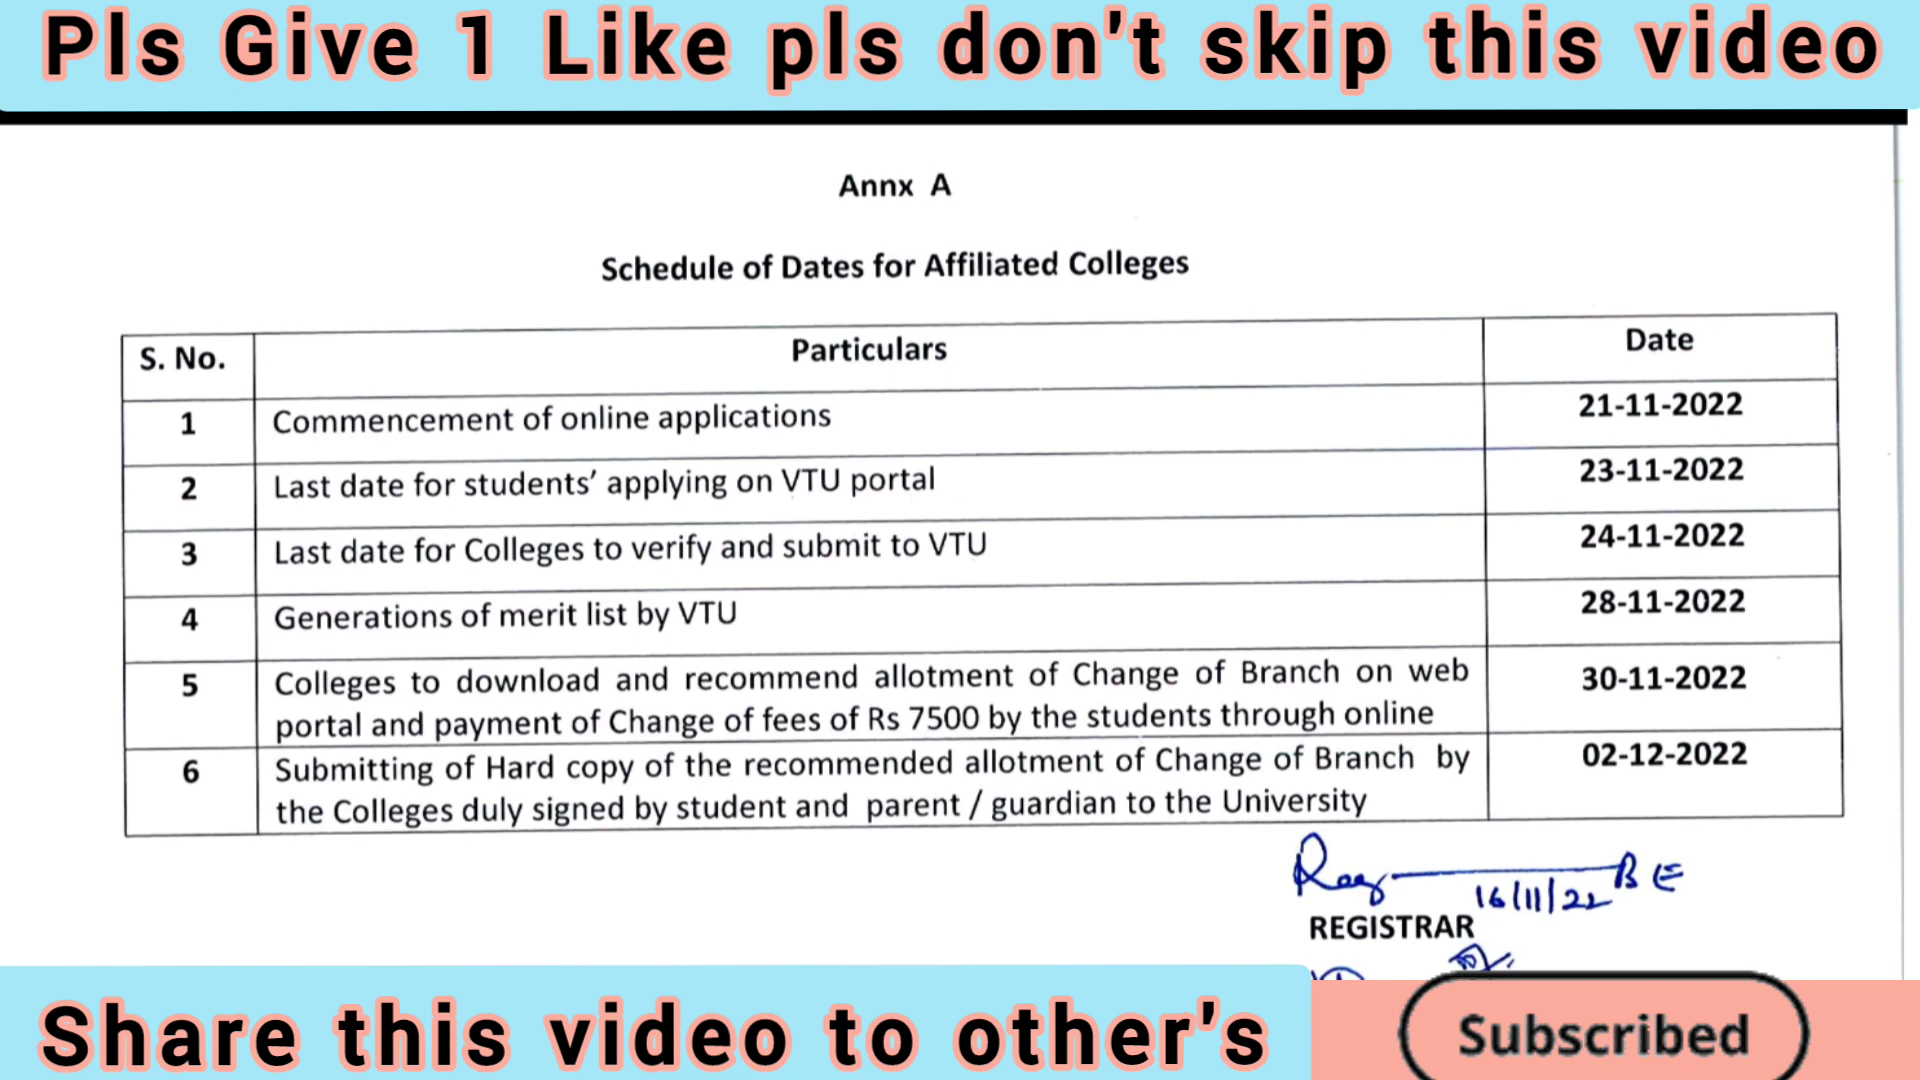 Pls Give 1 Like pls don't skip this video
Annx A
Schedule of Dates for Affiliated Colleges
S. No. Particulars Date
1 Commencement of online applications 21-11-2022
2 Last date for students’ applying on VTU portal 23-11-2022
3 Last date for Colleges to verify and submit to VTU 24-11-2022
4 Generations of merit list by VTU 28-11-2022
5 Colleges to download and recommend allotment of Change of Branch on web 30-11-2022
portal and payment of Change of fees of Rs 7500 by the students through online
6 Submitting of Hard copy of the recommended allotment of Change of Branch by 02-12-2022
the Colleges duly signed by student and parent / guardian to the University
B E
16/11/22
REGISTRAR
Share this video to other's
Subscribed